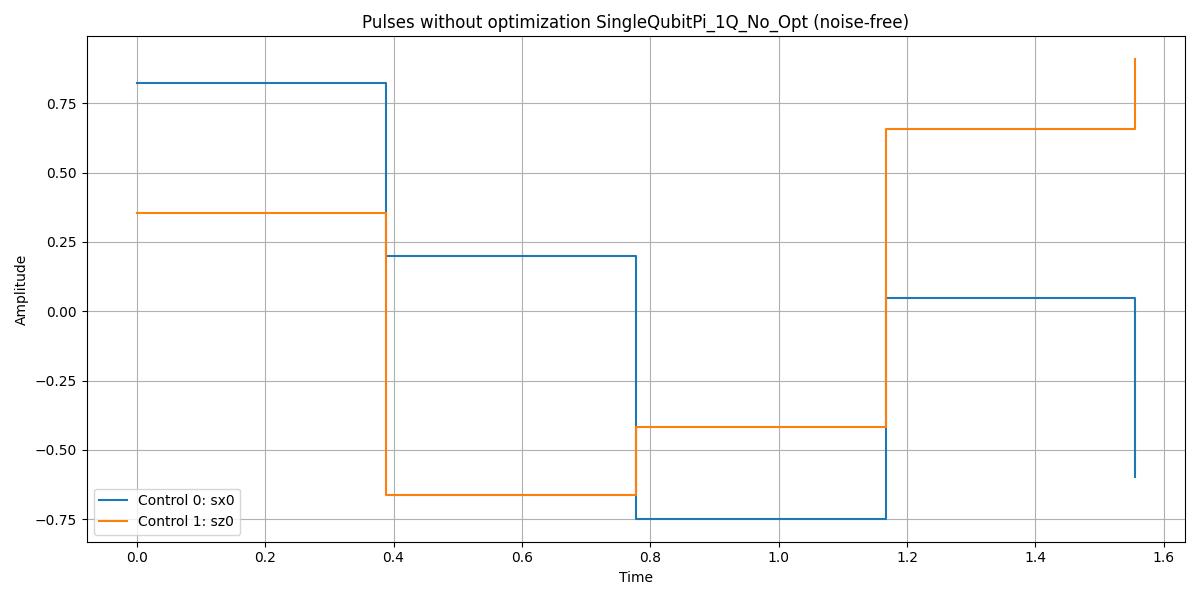 Pulses without optimization SingleQubitPi_1Q_No_Opt (noise-free)
Amplitude
0.75
0.50
0.25
0.00
−0.25
−0.50
−0.75
Control 0: sx0
Control 1: sz0
0.0 0.2 0.4 0.6 0.8 1.0 1.2 1.4 1.6
Time